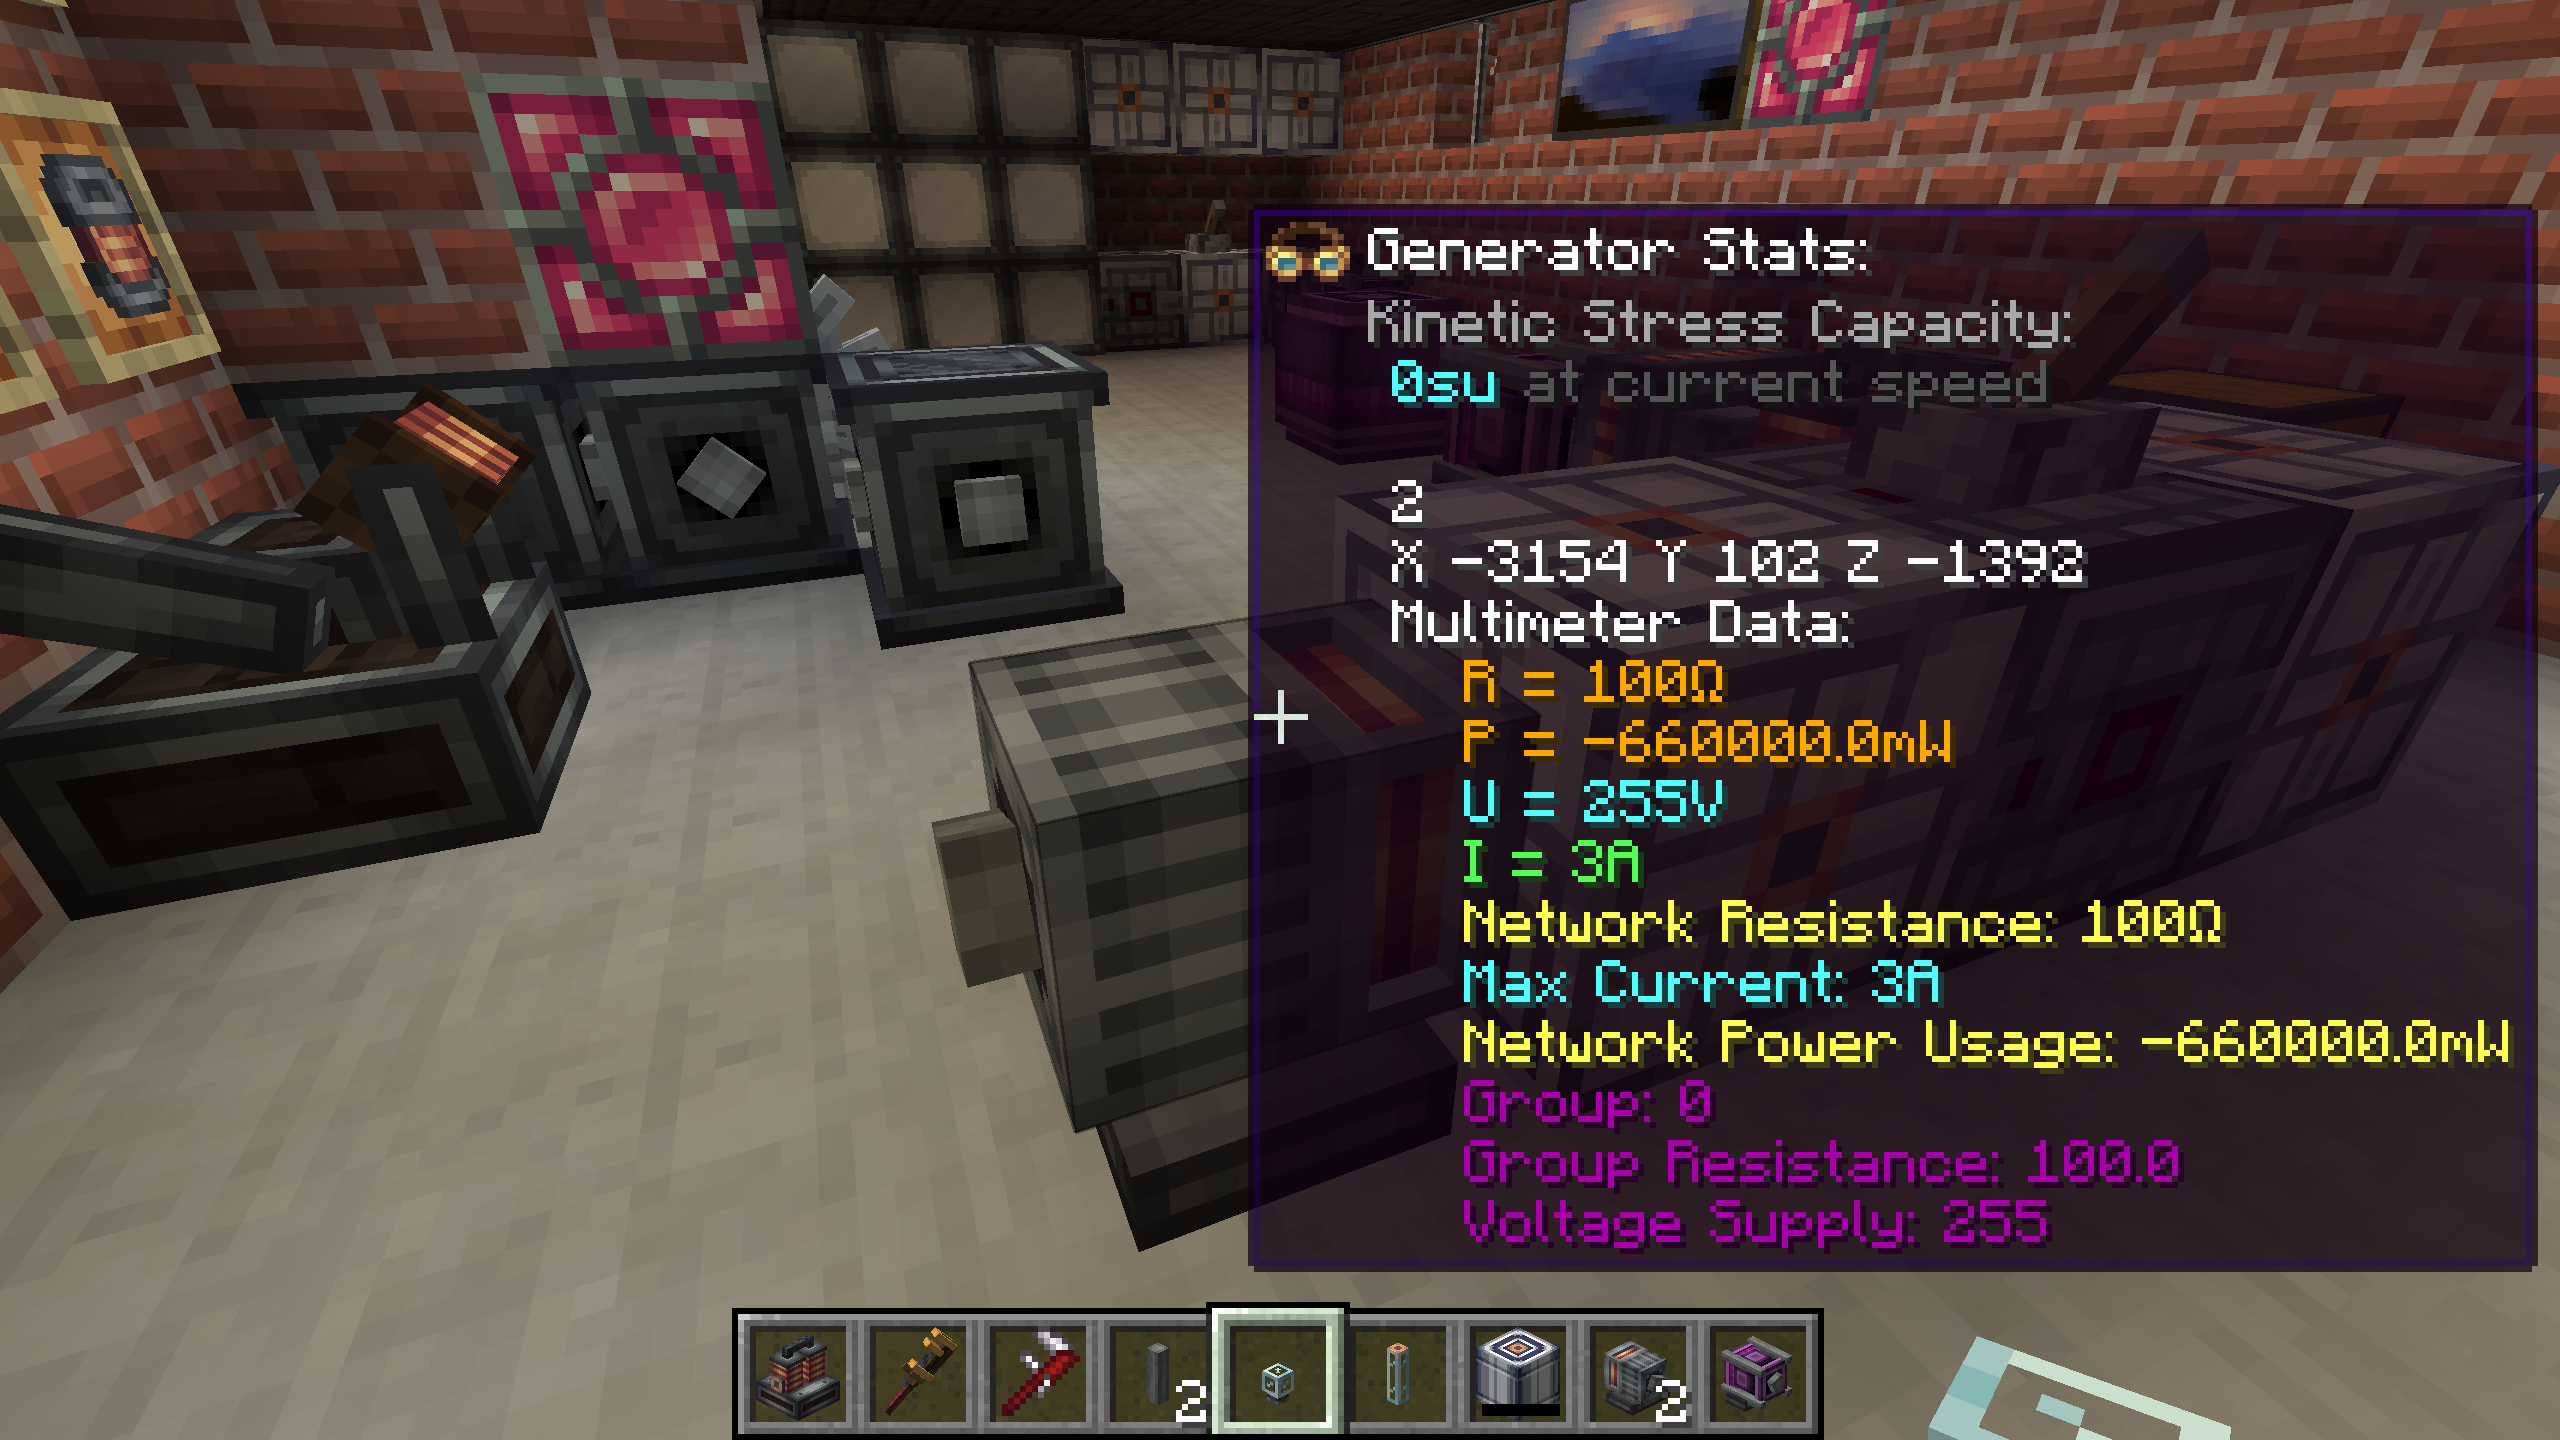 Generator Stats:
Kinetic Stress Capacity:
0su at current speed
2
X -3154 Y 102 Z -1392
Multimeter Data:
R = 100Ω
P = -660000.0mW
U = 255V
I = 3A
Network Resistance: 100Ω
Max Current: 3A
Network Power Usage: -660000.0mW
Group: 0
Group Resistance: 100.0
Voltage Supply: 255
2
2